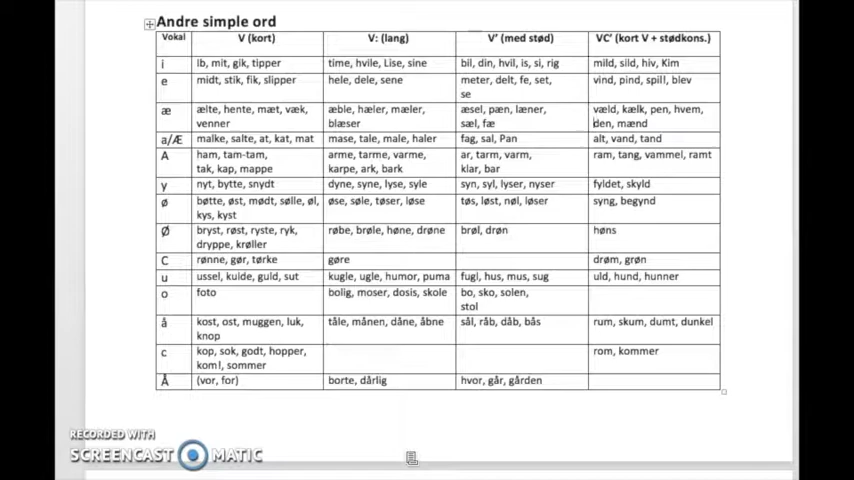 Andre simple ord
Vokal V (kort) V: (lang) V' (med stød) VC' (kort V + stødkons.)
i Ib, mit, gik, tipper time, hvile, Lise, sine bil, din, hvil, is, si, rig mild, sild, hiv, Kim
e midt, stik, fik, slipper hele, dele, sene meter, delt, fe, set, vind, pind, spil!, blev
se
æ ælte, hente, mæt, væk, æble, hæler, mæler, æsel, pæn, læner, væld, kælk, pen, hvem,
venner blæser sæl, fæ den, mænd
a/Æ malke, salte, at, kat, mat mase, tale, male, haler fag, sal, Pan alt, vand, tand
A ham, tam-tam, arme, tarme, varme, ar, tarm, varm, ram, tang, vammel, ramt
tak, kap, mappe karpe, ark, bark klar, bar
y nyt, bytte, snydt dyne, syne, lyse, syle syn, syl, lyser, nyser fyldet, skyld
ø bøtte, øst, mødt, sølle, øl, øse, søle, tøser, løse tøs, løst, nøl, løser syng, begynd
kys, kyst
Ø bryst, røst, ryste, ryk, røbe, brøle, høne, drøne brøl, drøn høns
dryppe, krøller
C rønne, gør, tørke gøre drøm, grøn
u ussel, kulde, guld, sut kugle, ugle, humor, puma fugl, hus, mus, sug uld, hund, hunner
o foto bolig, moser, dosis, skole bo, sko, solen,
stol
å kost, ost, muggen, luk, tåle, månen, dåne, åbne sål, råb, dåb, bås rum, skum, dumt, dunkel
knop
c kop, sok, godt, hopper, rom, kommer
kom!, sommer
Å (vor, for) borte, dårlig hvor, går, gården
RECORDED WITH
SCREENCAST MATIC